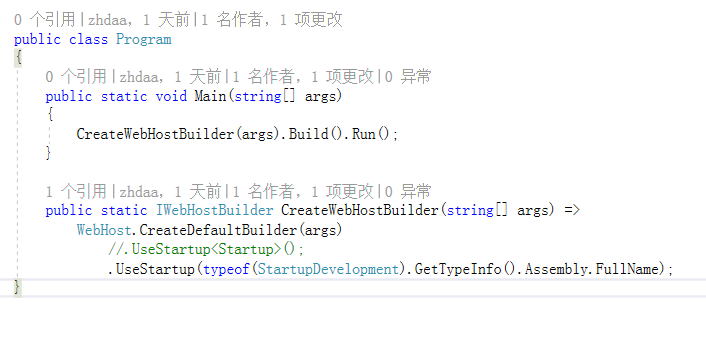 0 个引用|zhdaa，1 天前|1 名作者，1 项更改
public class Program
{
0 个引用|zhdaa，1 天前|1 名作者，1 项更改|0 异常
public static void Main(string[] args)
{
CreateWebHostBuilder(args).Build().Run();
}
1 个引用|zhdaa，1 天前|1 名作者，1 项更改|0 异常
public static IWebHostBuilder CreateWebHostBuilder(string[] args) =>
WebHost.CreateDefaultBuilder(args)
//.UseStartup<Startup>();
.UseStartup(typeof(StartupDevelopment).GetTypeInfo().Assembly.FullName);
}